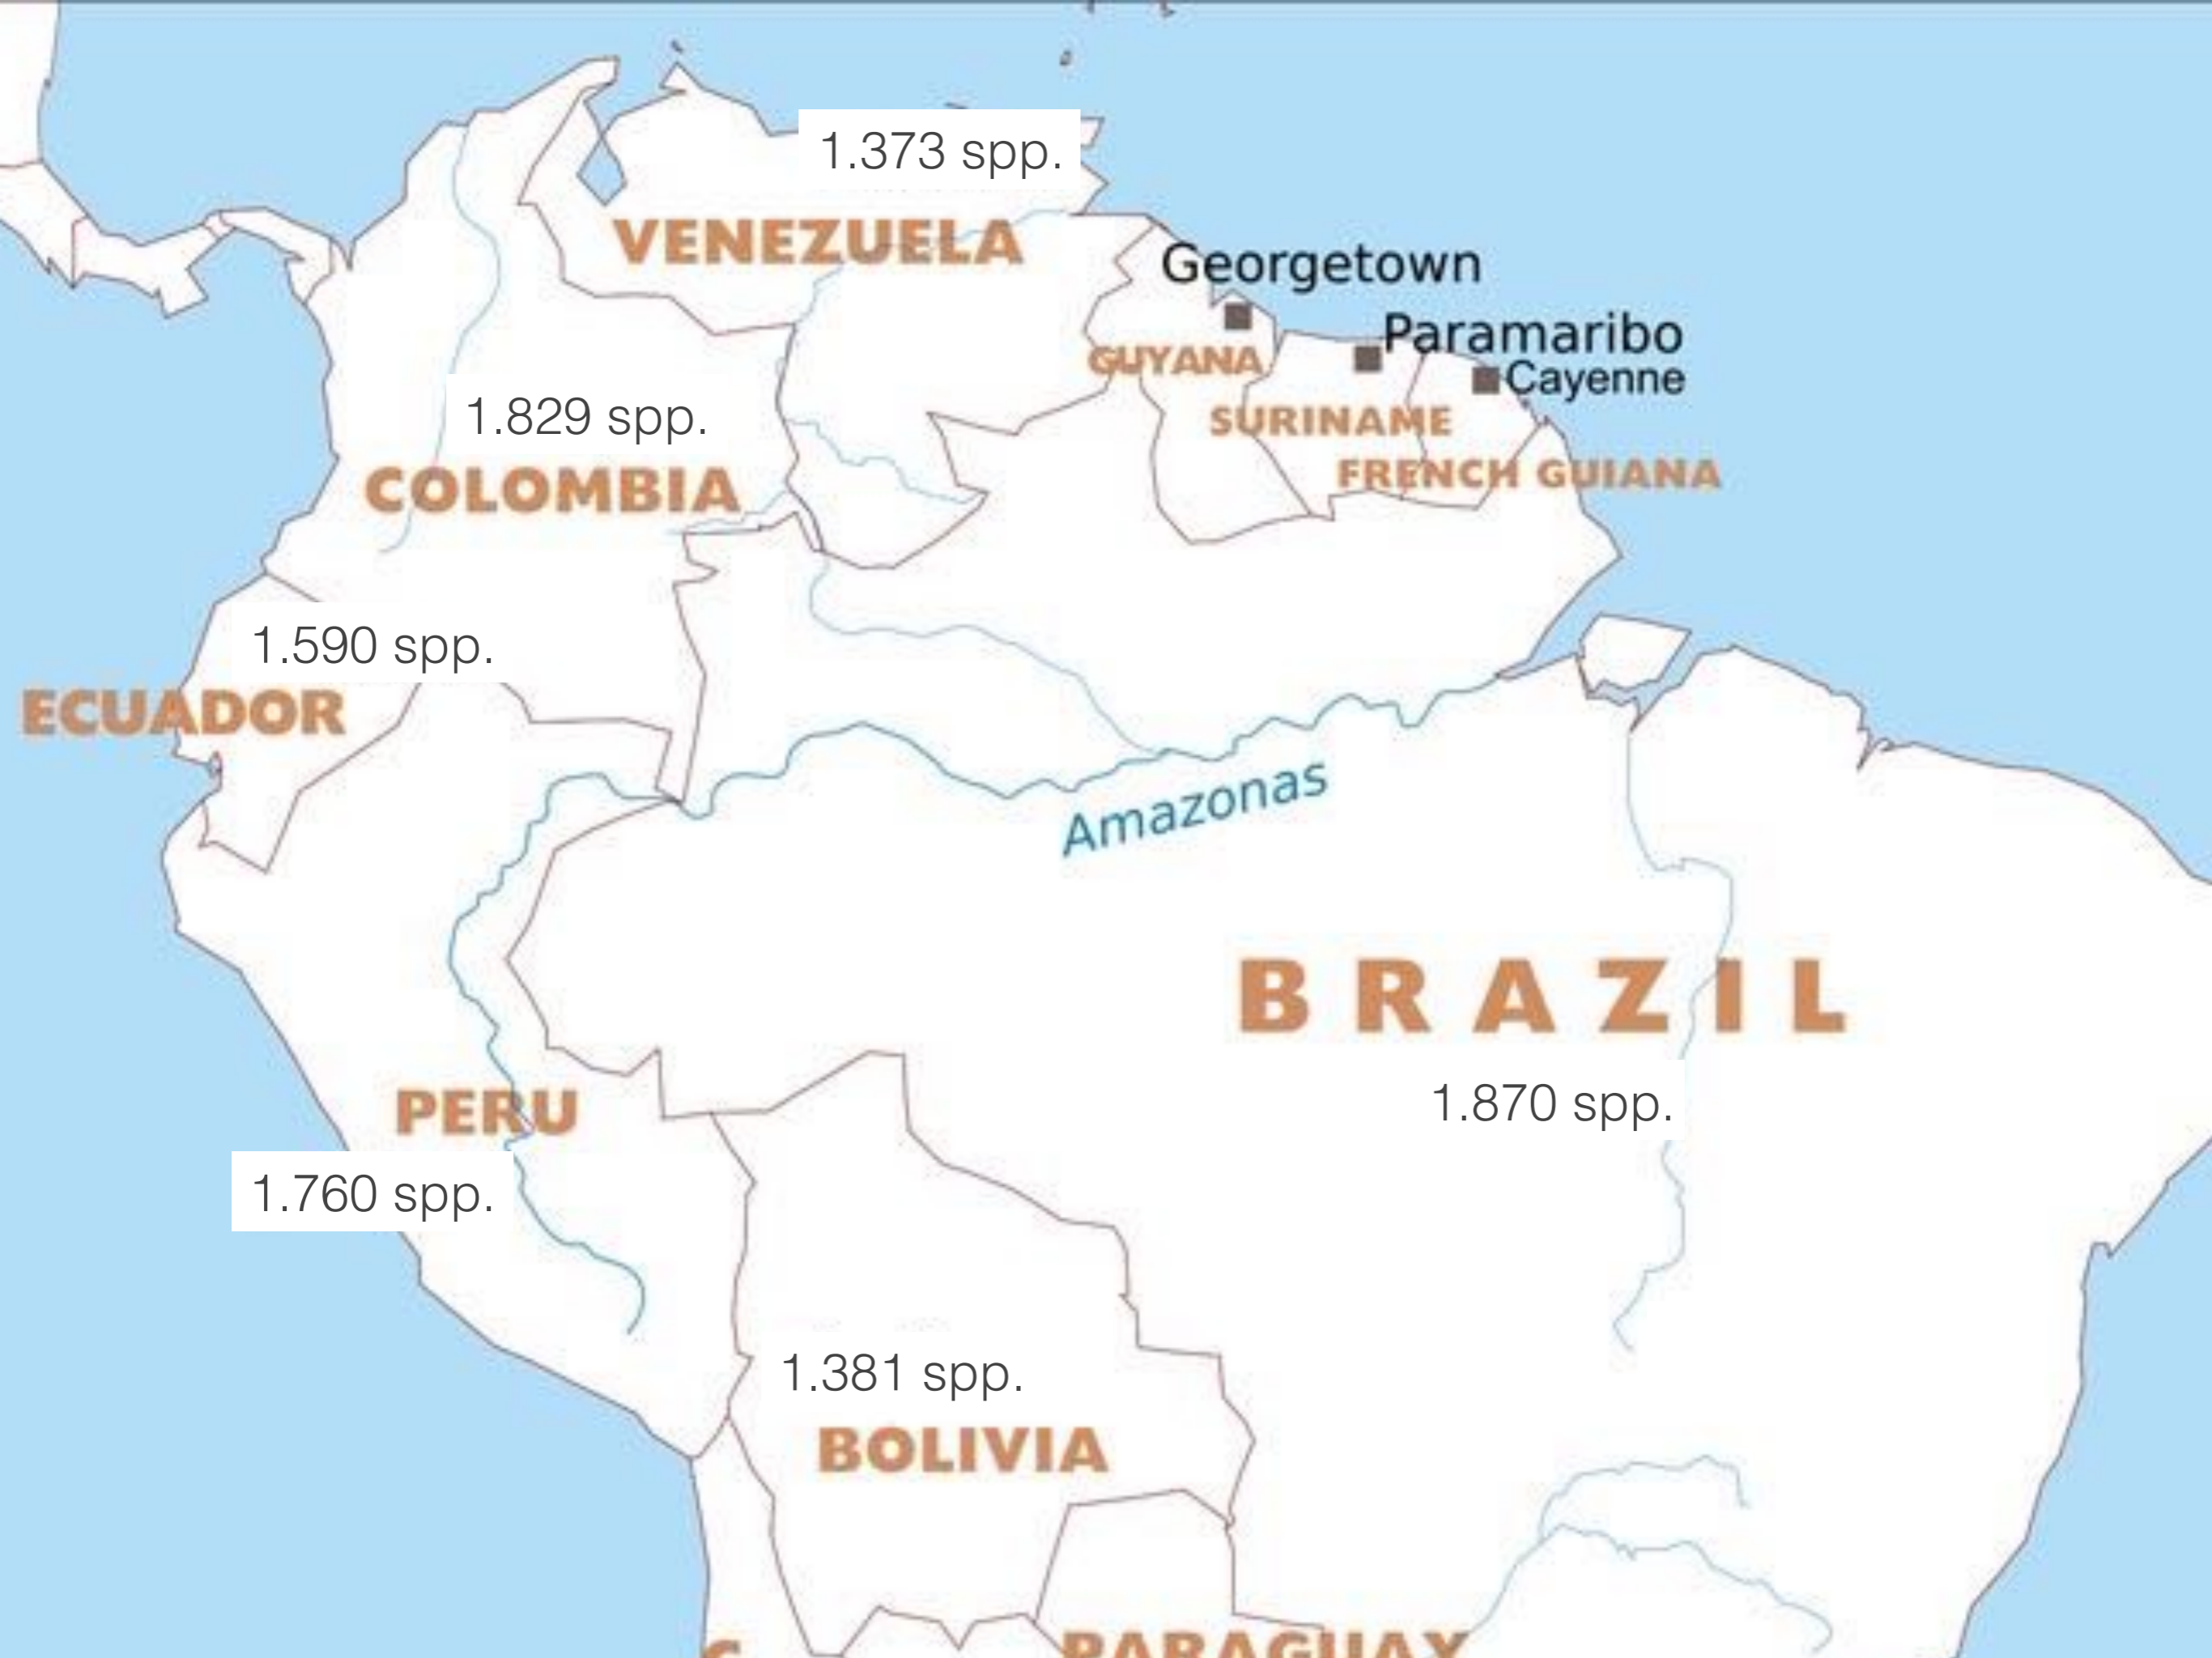 1.373 spp.
VENEZUELA
Georgetown
Paramaribo
GUYANA
Cayenne
1.829 spp.
SURINAME
FRENCH GUIANA
COLOMBIA
1.590 spp.
ECUADOR
Amazonas
BRAZIL
PERU
1.870 spp.
1.760 spp.
1.381 spp.
BOLIVIA
PARAGUAY